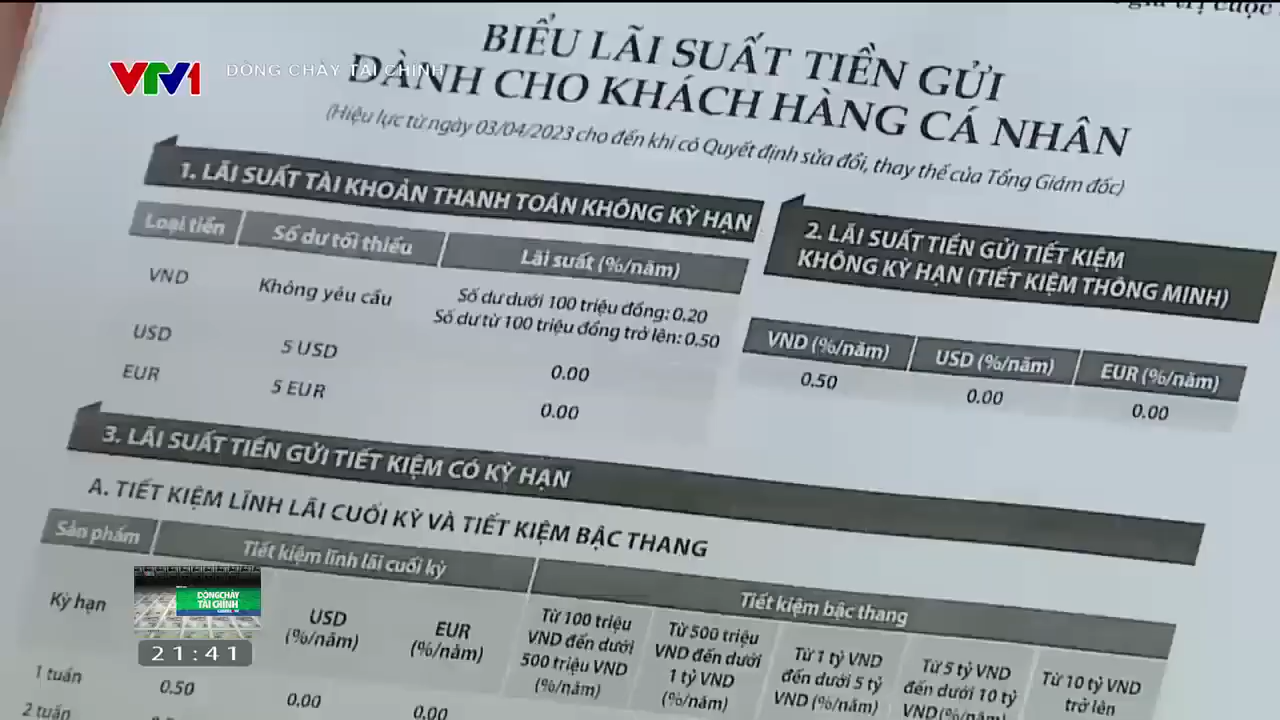 giá trị cuộc
BIỂU LÃI SUẤT TIỀN GỬI
DÀNH CHO KHÁCH HÀNG CÁ NHÂN
(Hiệu lực từ ngày 03/04/2023 cho đến khi có Quyết định sửa đổi, thay thế của Tổng Giám đốc)
VTV1
DÒNG CHẢY TÀI CHÍNH
1. LÃI SUẤT TÀI KHOẢN THANH TOÁN KHÔNG KỲ HẠN
Loại tiền Số dư tối thiểu Lãi suất (%/năm)
VND Không yêu cầu Số dư dưới 100 triệu đồng: 0.20
Số dư từ 100 triệu đồng trở lên: 0.50
USD 5 USD 0.00
EUR 5 EUR 0.00
2. LÃI SUẤT TIỀN GỬI TIẾT KIỆM
KHÔNG KỲ HẠN (TIẾT KIỆM THÔNG MINH)
VND (%/năm) USD (%/năm) EUR (%/năm)
0.50 0.00 0.00
3. LÃI SUẤT TIỀN GỬI TIẾT KIỆM CÓ KỲ HẠN
A. TIẾT KIỆM LĨNH LÃI CUỐI KỲ VÀ TIẾT KIỆM BẬC THANG
Sản phẩm Tiết kiệm lĩnh lãi cuối kỳ Tiết kiệm bậc thang
Kỳ hạn
USD
(%/năm)
EUR
(%/năm)
Từ 100 triệu
VND đến dưới
500 triệu VND
(%/năm)
Từ 500 triệu
VND đến dưới
1 tỷ VND
(%/năm)
Từ 1 tỷ VND
đến dưới 5 tỷ
VND (%/năm)
Từ 5 tỷ VND
đến dưới 10 tỷ
VND (%/năm)
Từ 10 tỷ VND
trở lên
1 tuần 0.50 0.00 0.00
2 tuần
DÒNG CHẢY
TÀI CHÍNH
21:41